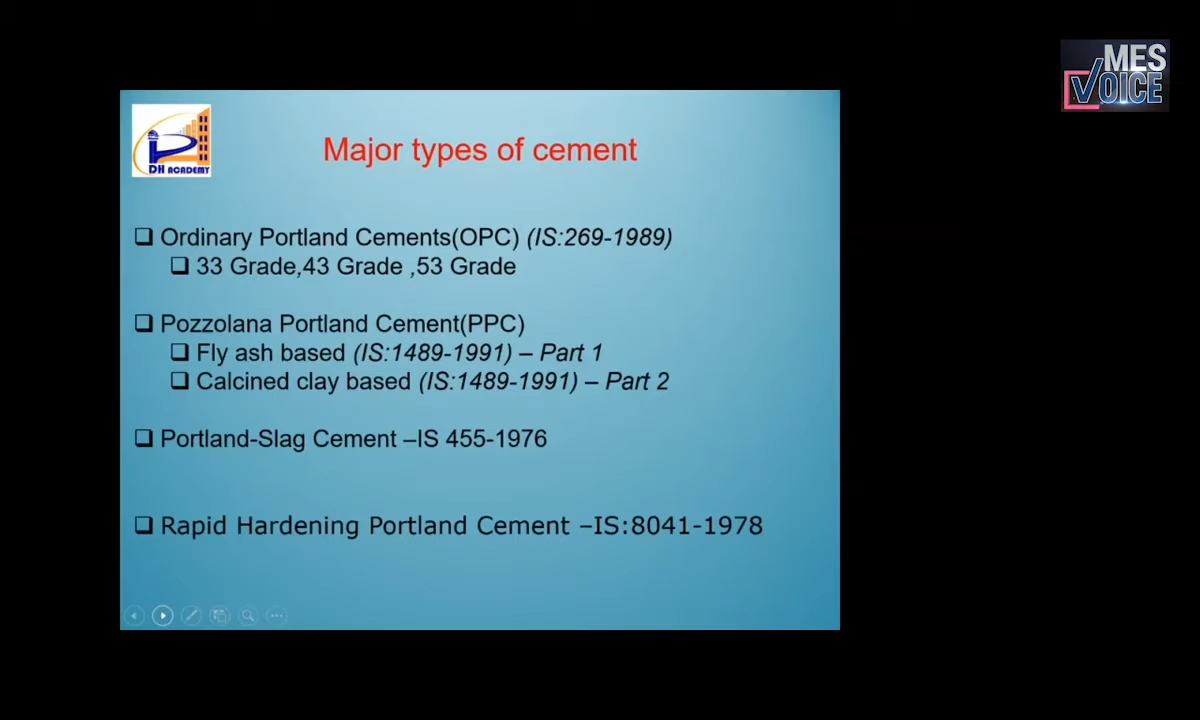 MES
VOICE
DH ACADEMY
Major types of cement
❑ Ordinary Portland Cements(OPC) (IS:269-1989)
❑ 33 Grade,43 Grade ,53 Grade
❑ Pozzolana Portland Cement(PPC)
❑ Fly ash based (IS:1489-1991) – Part 1
❑ Calcined clay based (IS:1489-1991) – Part 2
❑ Portland-Slag Cement –IS 455-1976
❑ Rapid Hardening Portland Cement –IS:8041-1978